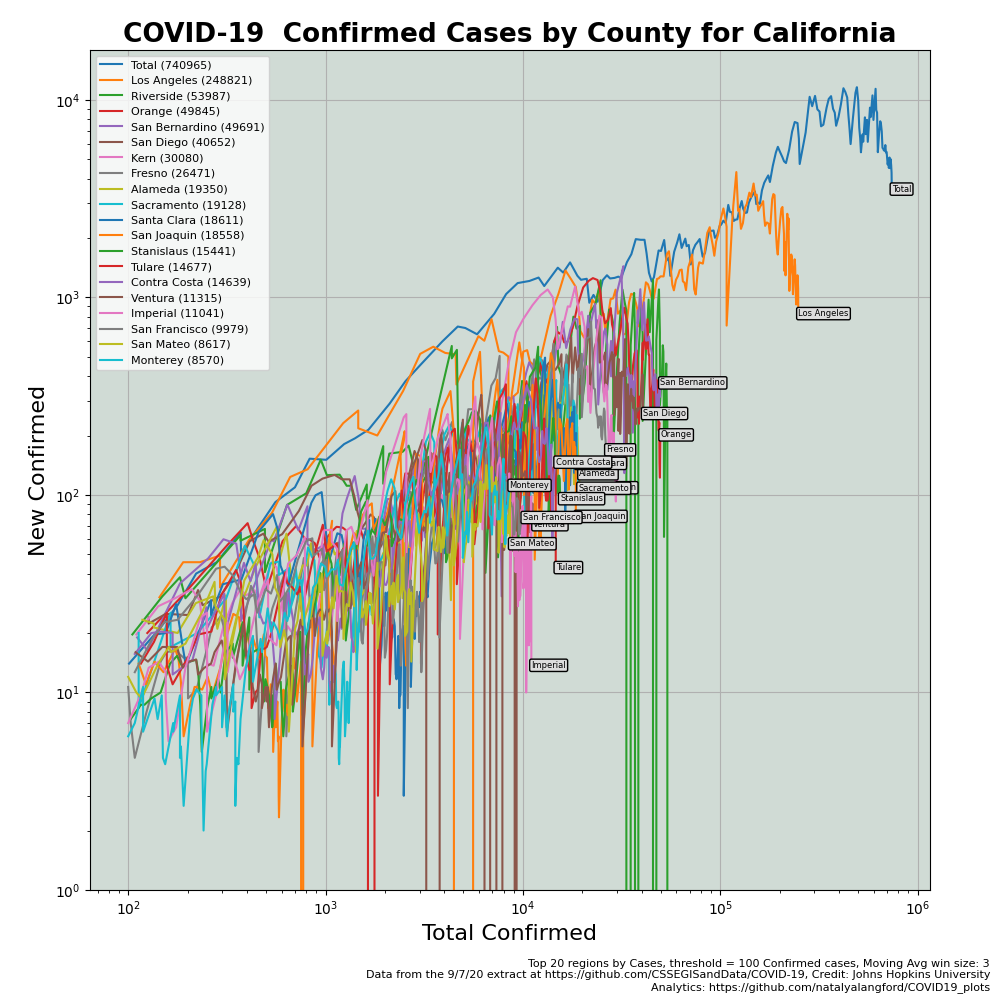 COVID-19  Confirmed Cases by County for California
Total (740965)
Los Angeles (248821)
Riverside (53987)
Orange (49845)
San Bernardino (49691)
San Diego (40652)
Kern (30080)
Fresno (26471)
Alameda (19350)
Sacramento (19128)
Santa Clara (18611)
San Joaquin (18558)
Stanislaus (15441)
Tulare (14677)
Contra Costa (14639)
Ventura (11315)
Imperial (11041)
San Francisco (9979)
San Mateo (8617)
Monterey (8570)
New Confirmed
10⁴
10³
10²
10¹
10⁰
Total
Los Angeles
San Bernardino
San Diego
Orange
Fresno
Contra Costa
Alameda
Monterey
Sacramento
Stanislaus
San Francisco
Ventura
San Mateo
Tulare
Imperial
10² 10³ 10⁴ 10⁵ 10⁶
Total Confirmed
Top 20 regions by Cases, threshold = 100 Confirmed cases, Moving Avg win size: 3
Data from the 9/7/20 extract at https://github.com/CSSEGISandData/COVID-19, Credit: Johns Hopkins University
Analytics: https://github.com/natalyalangford/COVID19_plots